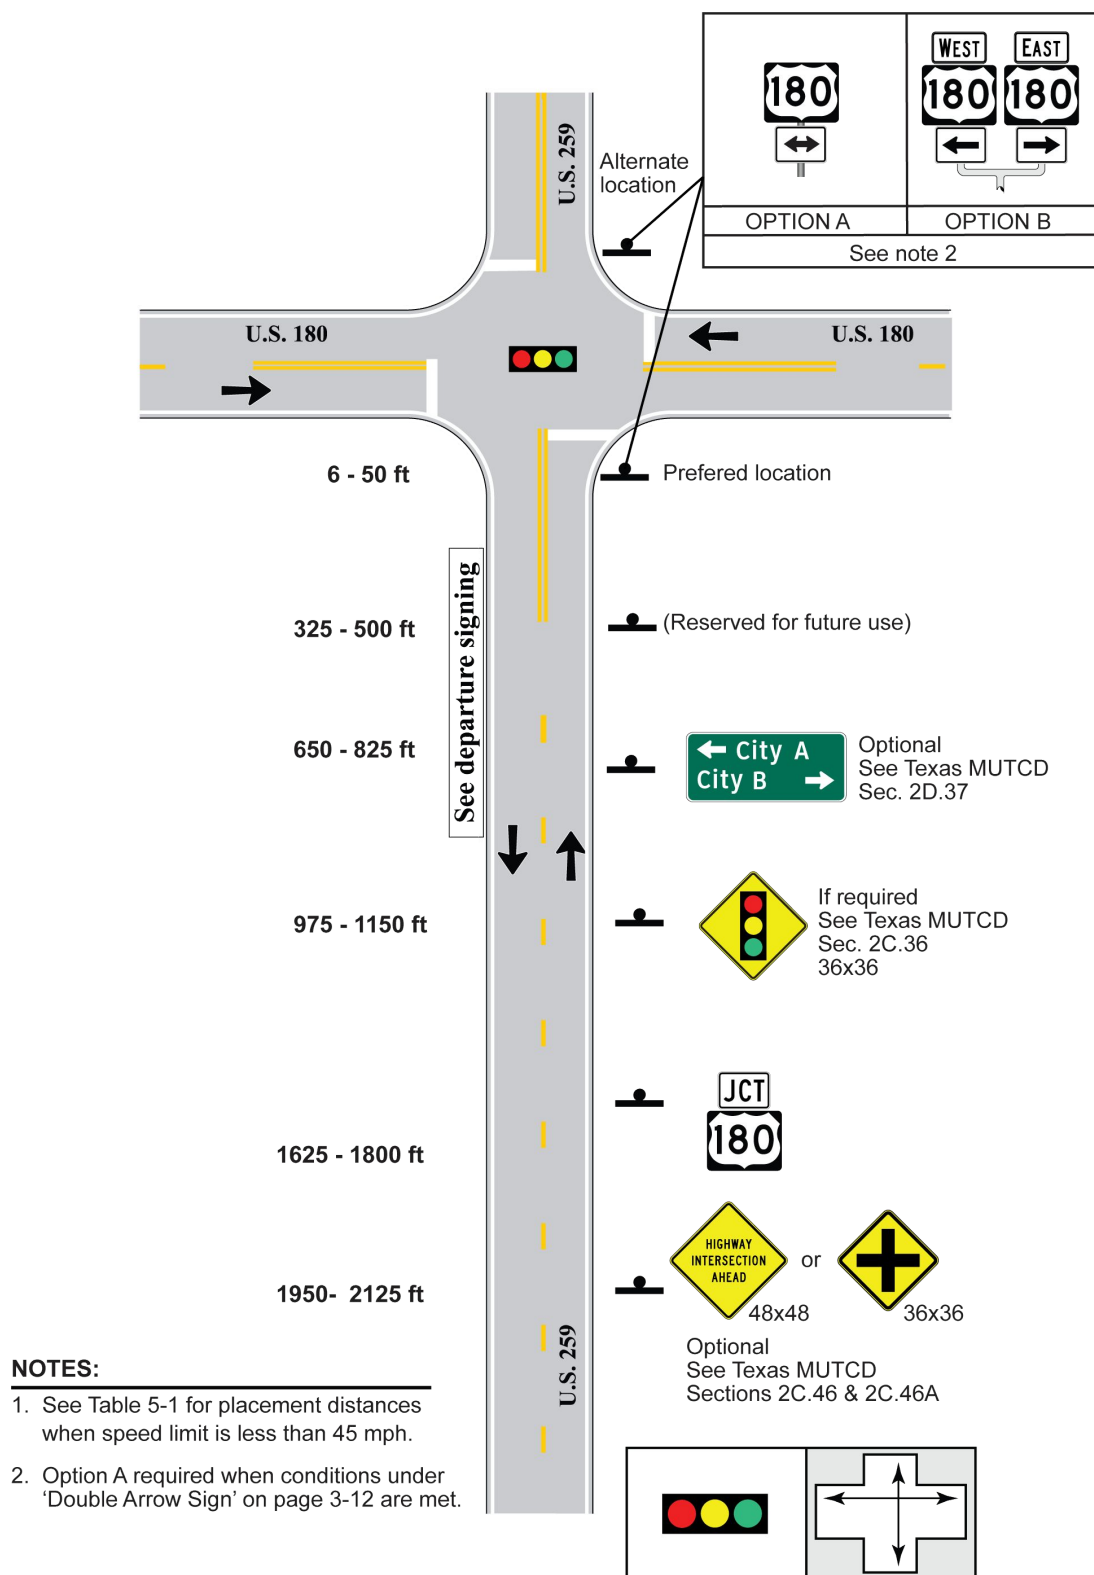 WEST
EAST
180
180
180
OPTION A
OPTION B
See note 2
U.S. 259
Alternate
location
U.S. 180
U.S. 180
6 - 50 ft
Prefered location
See departure signing
325 - 500 ft
(Reserved for future use)
650 - 825 ft
City A
City B
Optional
See Texas MUTCD
Sec. 2D.37
975 - 1150 ft
If required
See Texas MUTCD
Sec. 2C.36
36x36
JCT
180
1625 - 1800 ft
HIGHWAY
INTERSECTION
AHEAD
or
48x48
36x36
1950- 2125 ft
Optional
See Texas MUTCD
Sections 2C.46 & 2C.46A
U.S. 259
NOTES:
1. See Table 5-1 for placement distances
when speed limit is less than 45 mph.
2. Option A required when conditions under
‘Double Arrow Sign’ on page 3-12 are met.